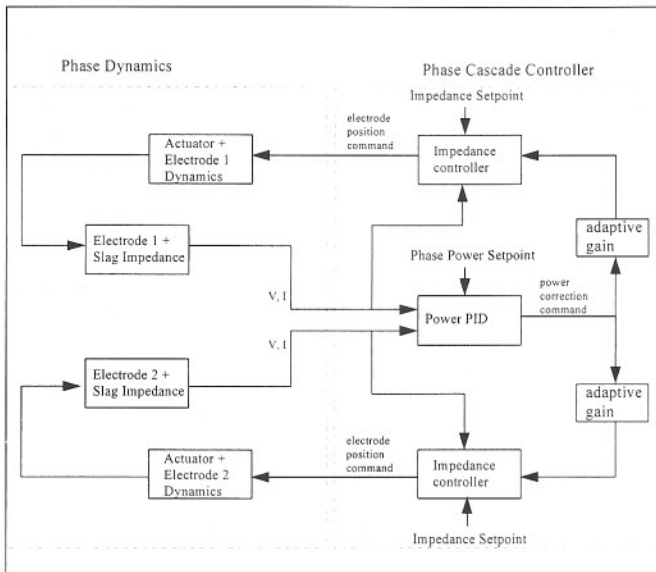 Phase Dynamics
Phase Cascade Controller
Impedance Setpoint
electrode
position
command
Actuator +
Electrode 1
Dynamics
Impedance
controller
Electrode 1 +
Slag Impedance
adaptive
gain
Phase Power Setpoint
V, I
power
correction
command
Power PID
V, I
Electrode 2 +
Slag Impedance
adaptive
gain
electrode
position
command
Actuator +
Electrode 2
Dynamics
Impedance
controller
Impedance Setpoint